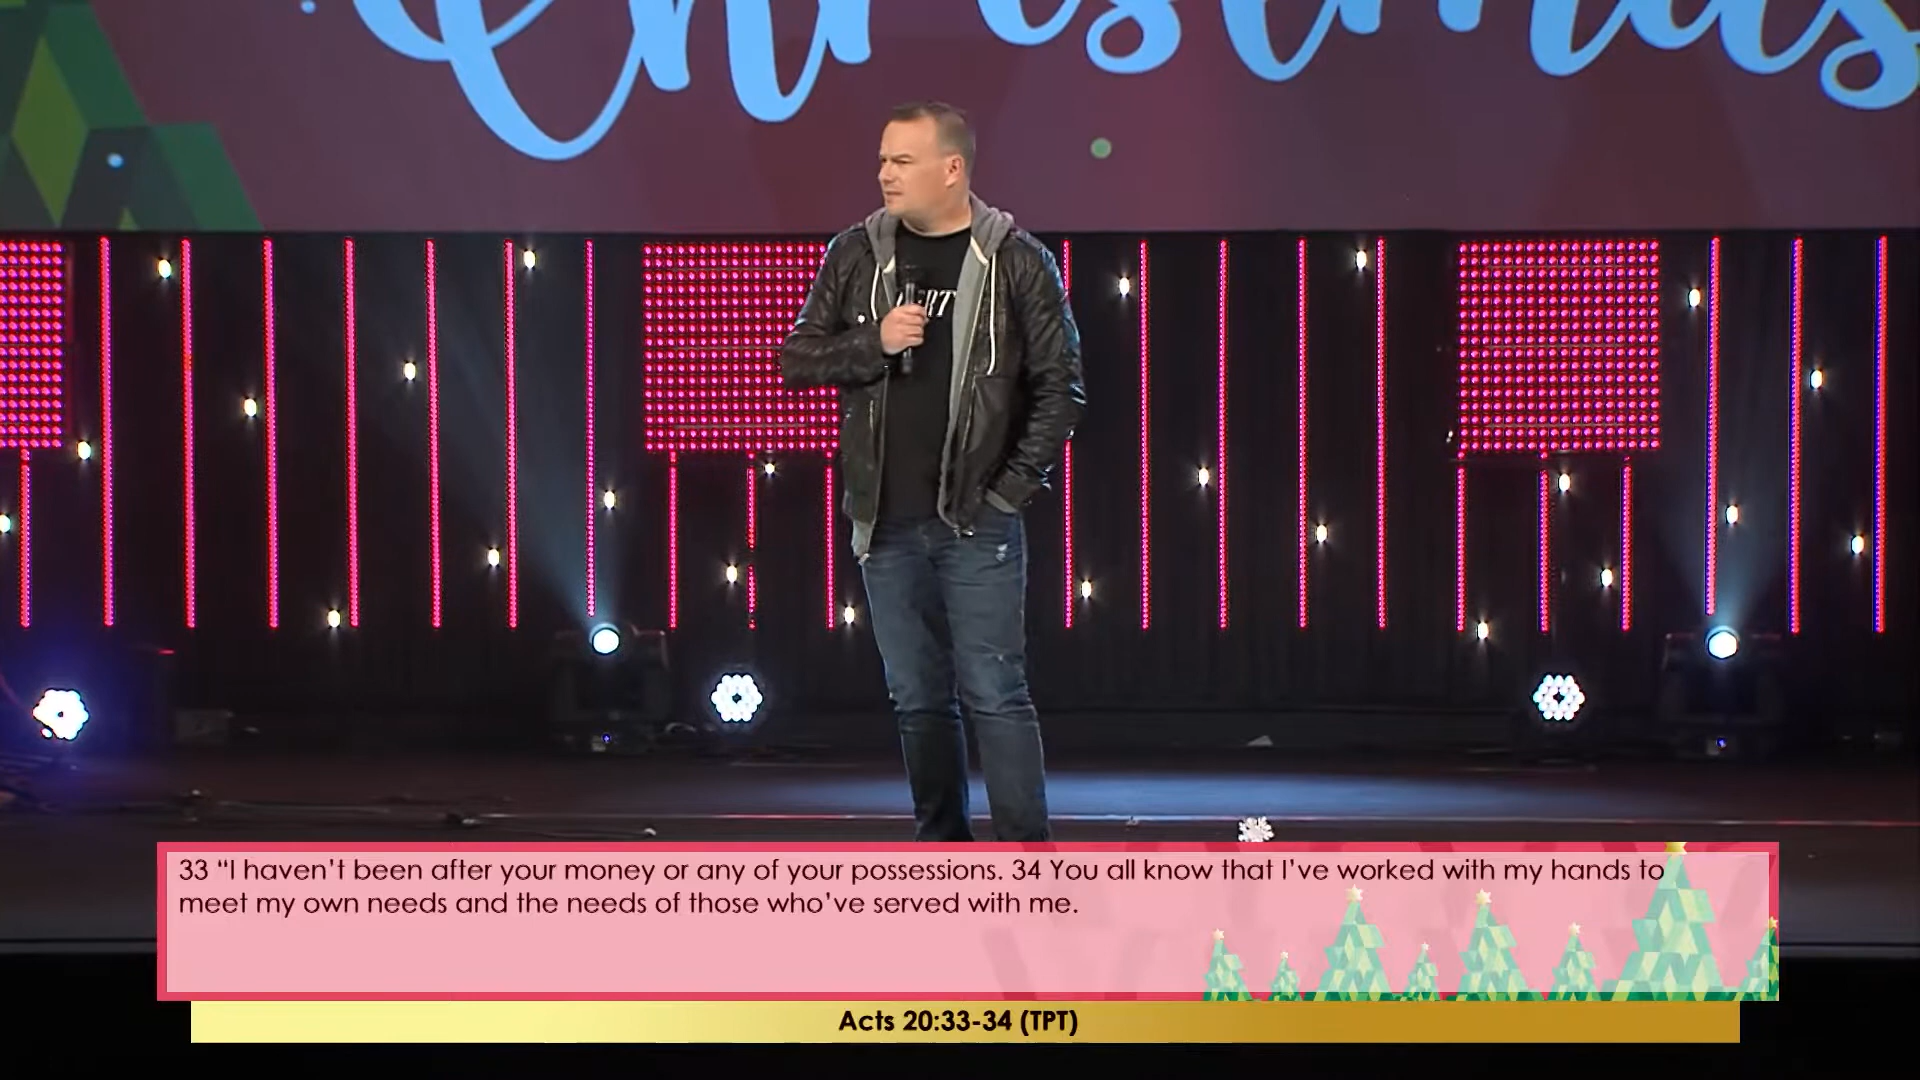 Christmas
33 “I haven’t been after your money or any of your possessions. 34 You all know that I’ve worked with my hands to
meet my own needs and the needs of those who’ve served with me.
Acts 20:33-34 (TPT)